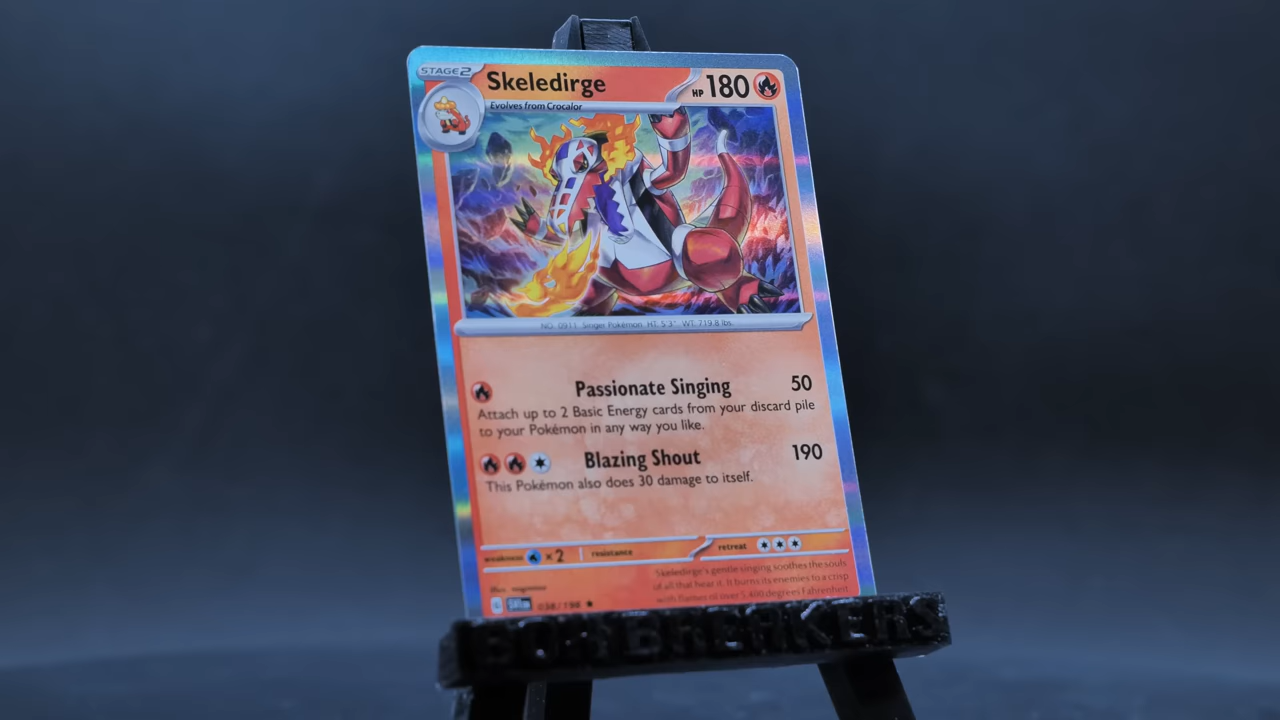 STAGE2
Skeledirge
HP 180
Evolves from Crocalor
NO. 0911 Singer Pokémon HT: 5'3" WT: 719.8 lbs.
Passionate Singing 50
Attach up to 2 Basic Energy cards from your discard pile
to your Pokémon in any way you like.
Blazing Shout 190
This Pokémon also does 30 damage to itself.
weakness ×2 resistance retreat
Skeledirge's gentle singing soothes the souls
of all that hear it. It burns its enemies to a crisp
with flames of over 5,400 degrees Fahrenheit
Illus.
038/198